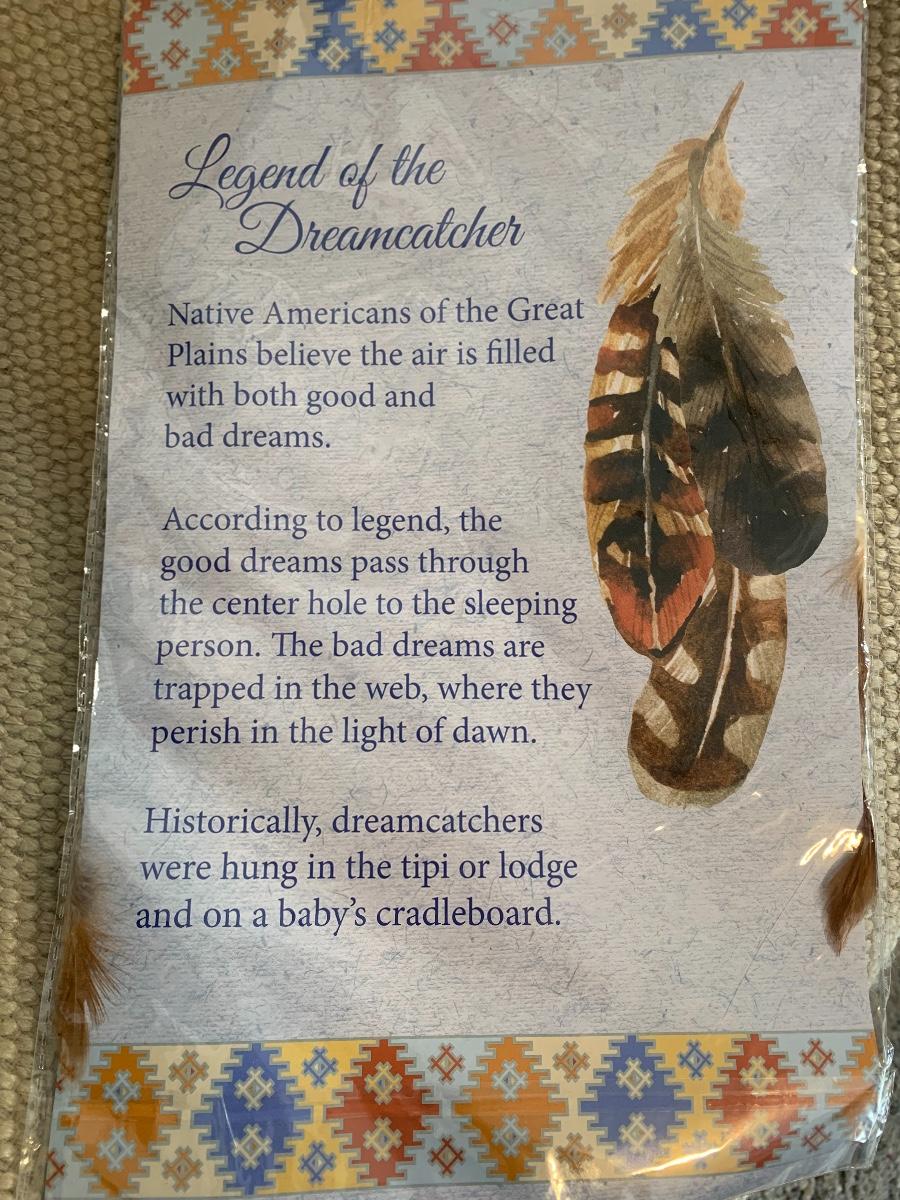 Legend of the
Dreamcatcher
Native Americans of the Great
Plains believe the air is filled
with both good and
bad dreams.
According to legend, the
good dreams pass through
the center hole to the sleeping
person. The bad dreams are
trapped in the web, where they
perish in the light of dawn.
Historically, dreamcatchers
were hung in the tipi or lodge
and on a baby's cradleboard.